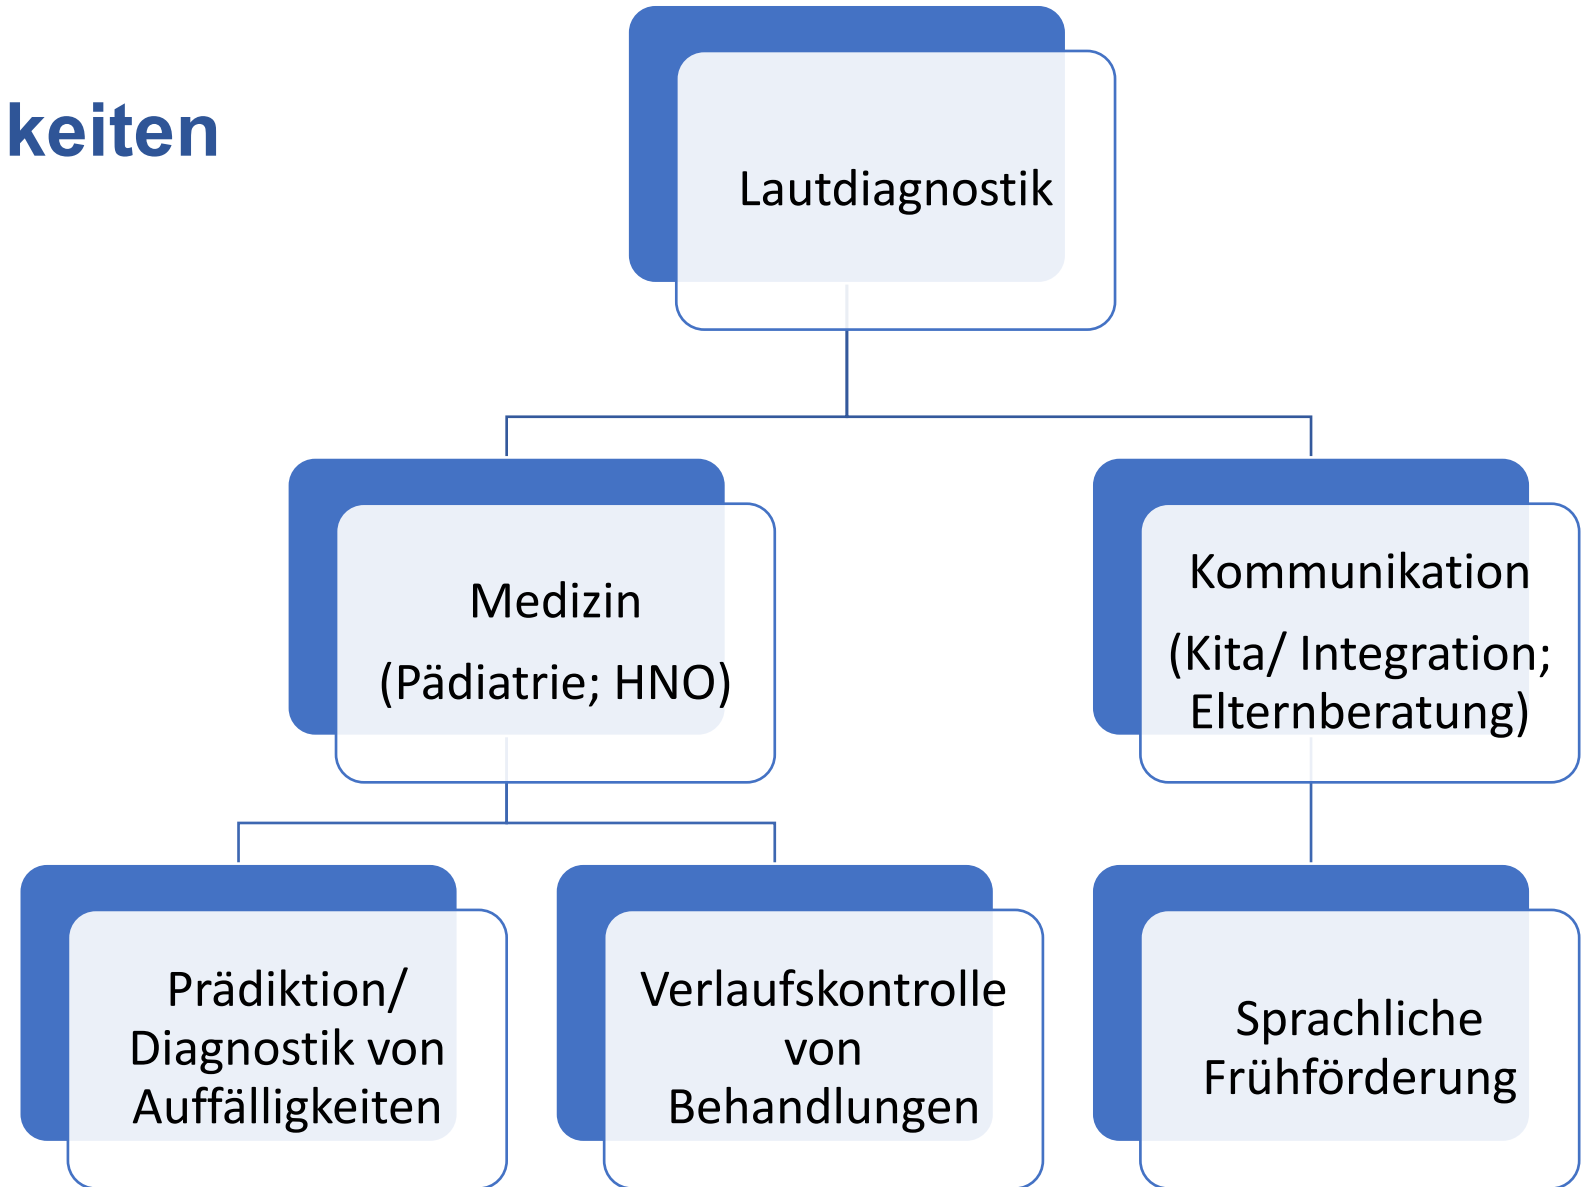 keiten
Lautdiagnostik
Medizin
(Pädiatrie; HNO)
Kommunikation
(Kita/ Integration;
Elternberatung)
Prädiktion/
Diagnostik von
Auffälligkeiten
Verlaufskontrolle
von
Behandlungen
Sprachliche
Frühförderung